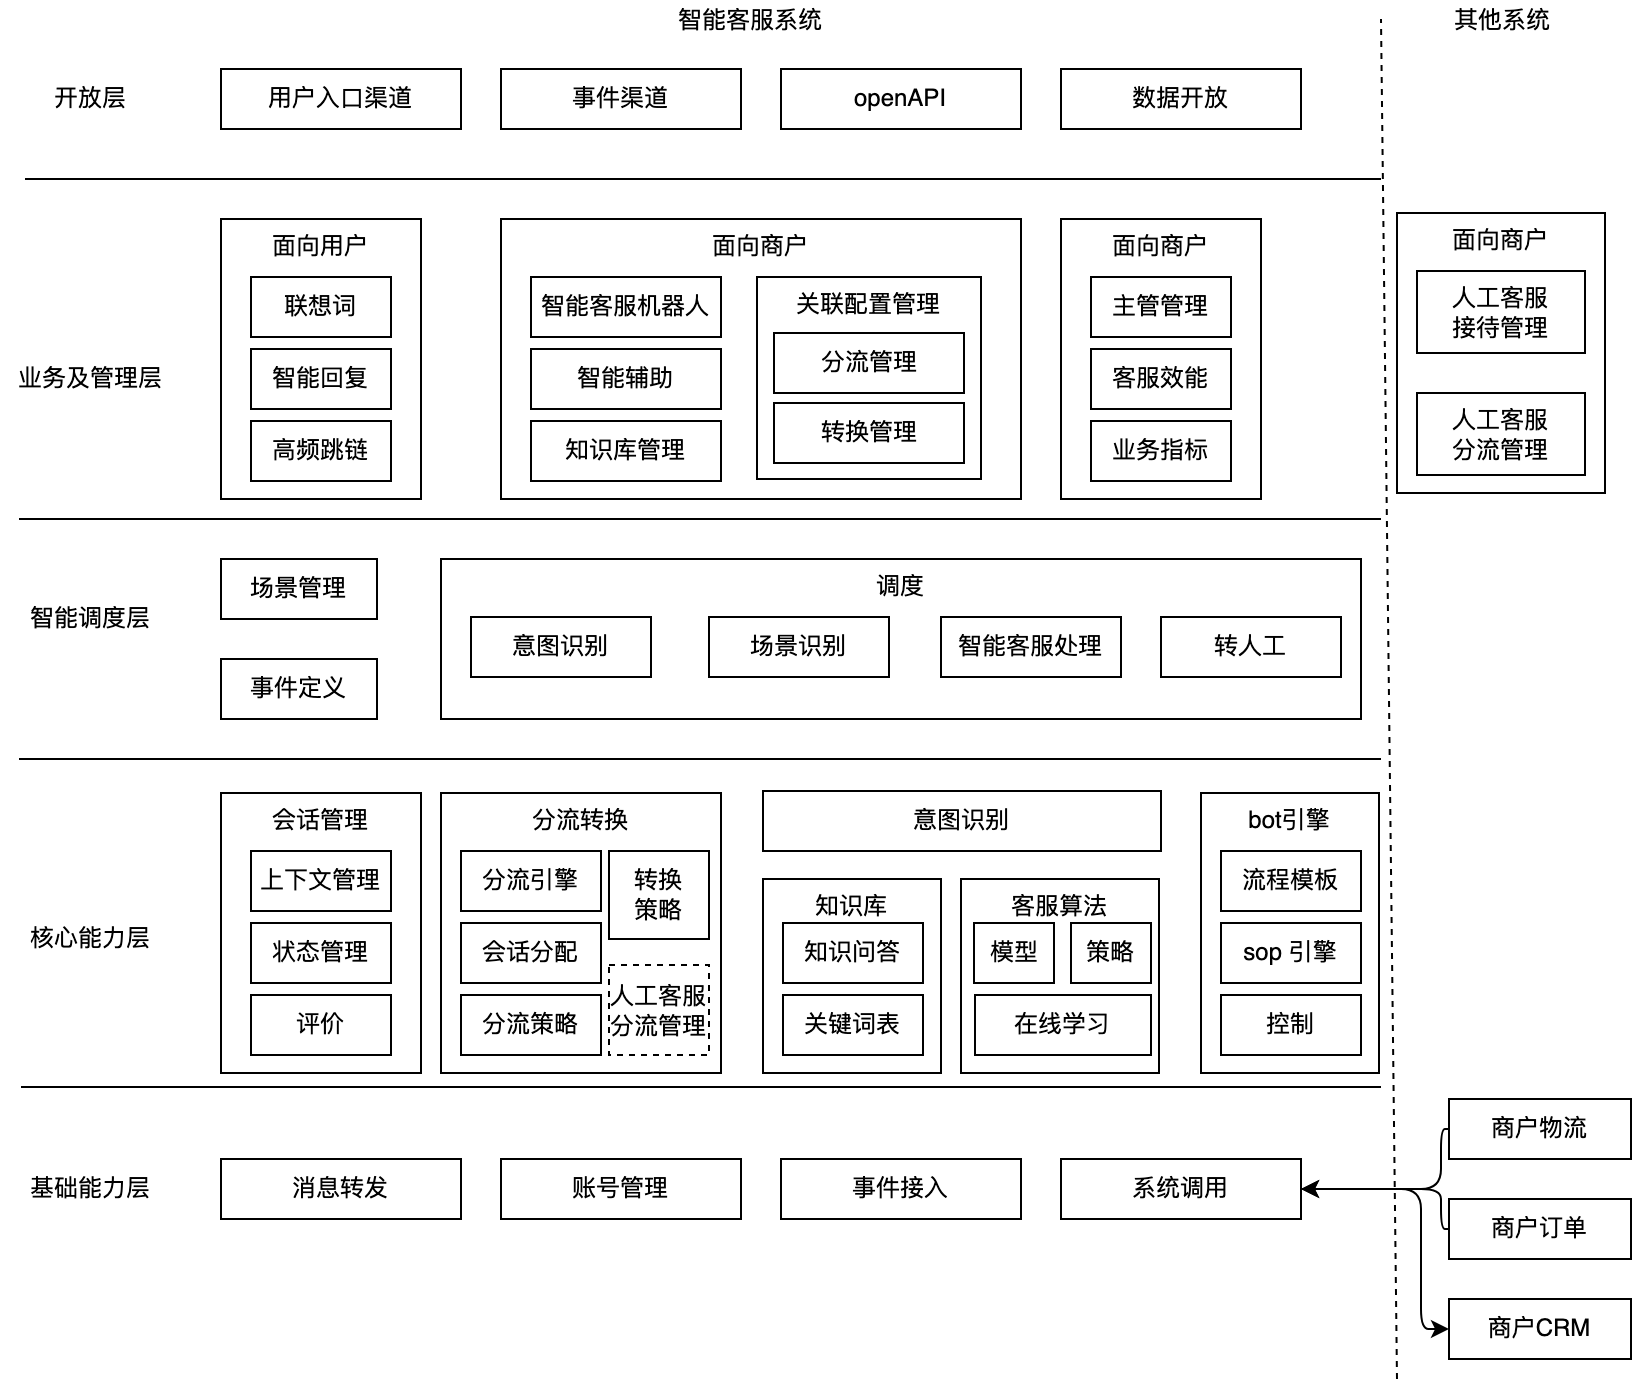 智能客服系统
其他系统
开放层
用户入口渠道
事件渠道
openAPI
数据开放
业务及管理层
面向用户
联想词
智能回复
高频跳链
面向商户
智能客服机器人
智能辅助
知识库管理
关联配置管理
分流管理
转换管理
面向商户
主管管理
客服效能
业务指标
面向商户
人工客服
接待管理
人工客服
分流管理
智能调度层
场景管理
事件定义
调度
意图识别
场景识别
智能客服处理
转人工
核心能力层
会话管理
上下文管理
状态管理
评价
分流转换
分流引擎
会话分配
分流策略
转换
策略
人工客服
分流管理
意图识别
知识库
知识问答
关键词表
客服算法
模型
策略
在线学习
bot引擎
流程模板
sop 引擎
控制
基础能力层
消息转发
账号管理
事件接入
系统调用
商户物流
商户订单
商户CRM